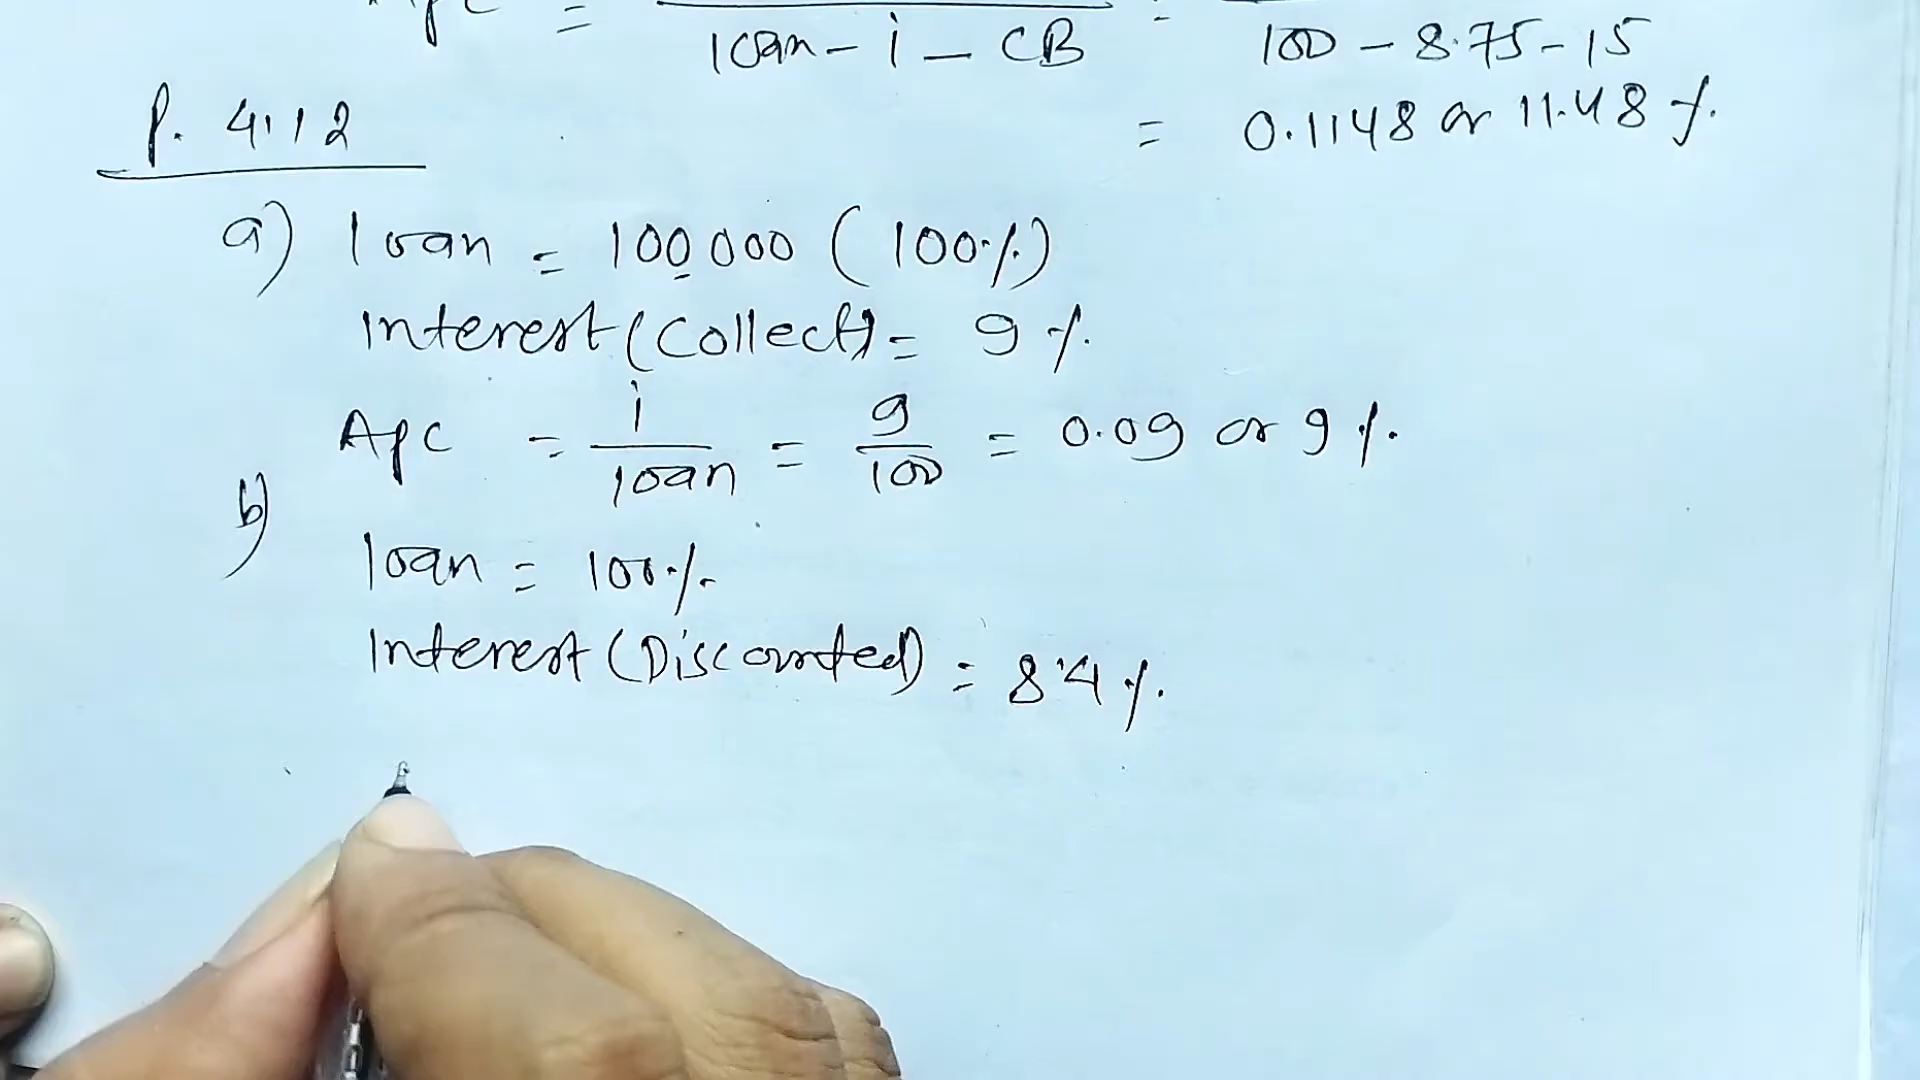 =
loan - i - CB 100 - 8.75 - 15
= 0.1148 or 11.48 %.
P. 4.12
a) loan = 100000 (100%)
Interest (Collect) = 9 %.
APC = i / loan = 9 / 100 = 0.09 or 9 %.
b)
loan = 100%.
Interest (Discounted) = 8.4 %.